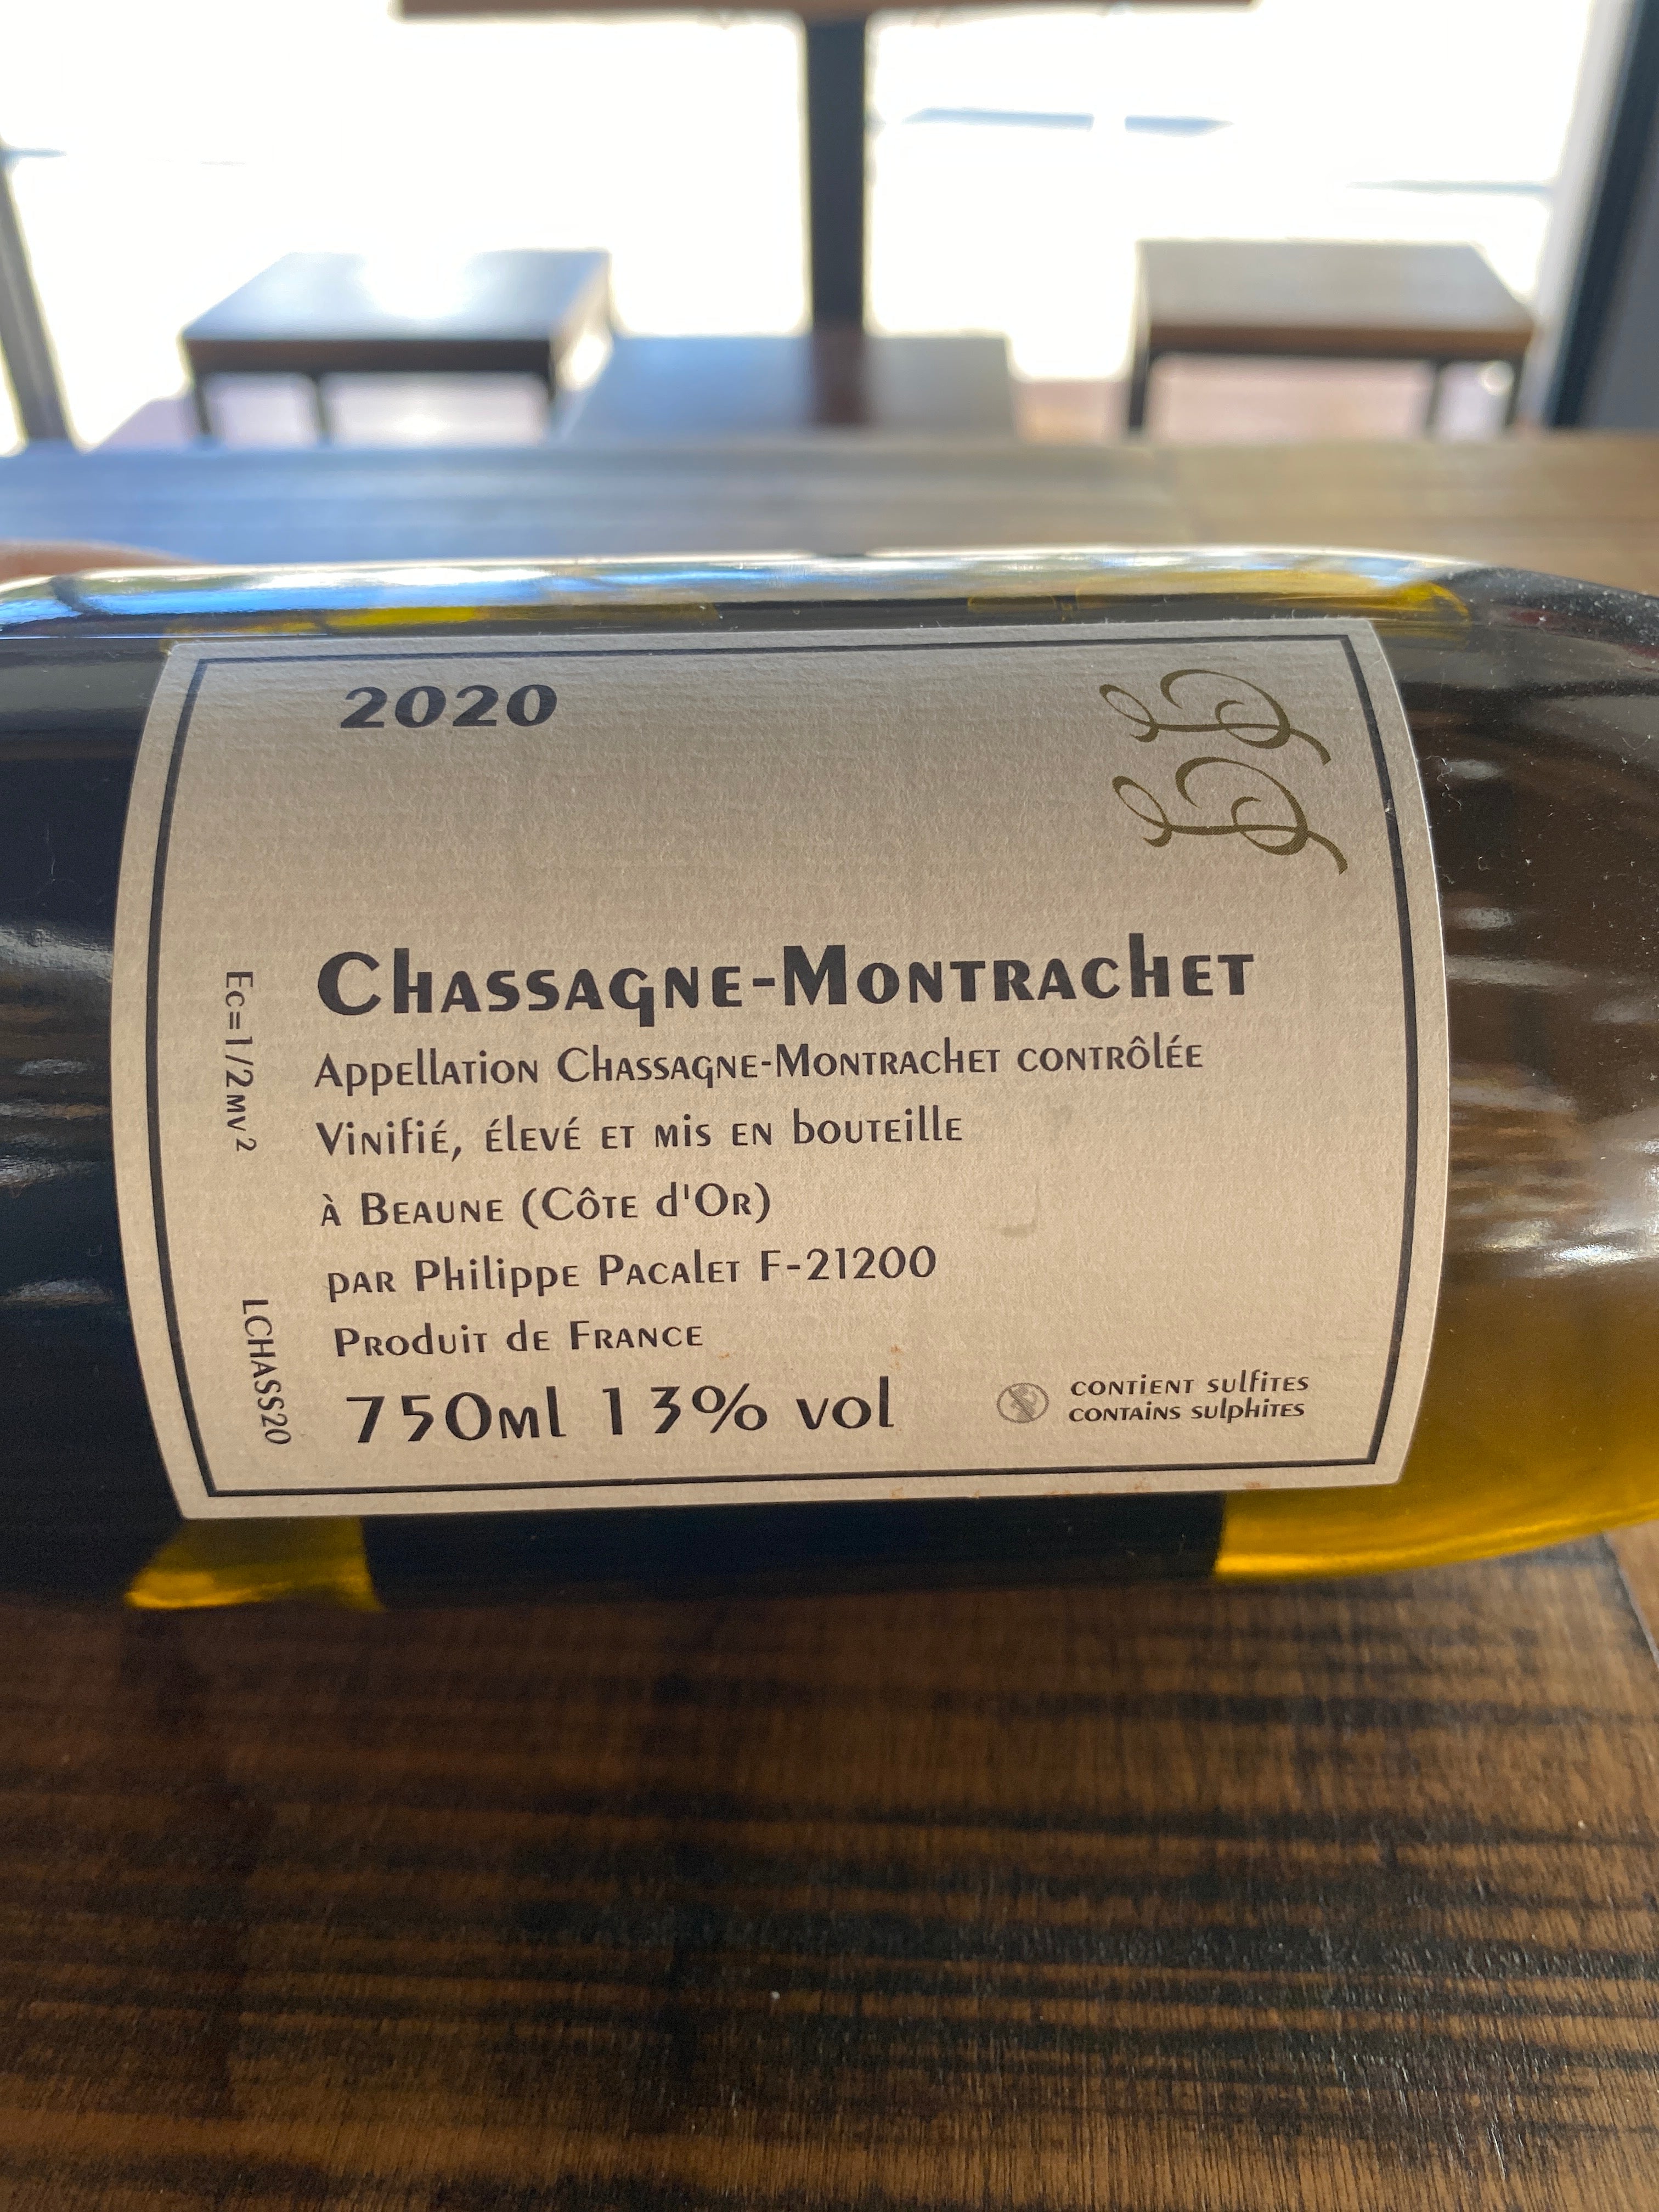 2020
Chassagne-Montrachet
Appellation Chassagne-Montrachet contrôlée
Vinifié, élevé et mis en bouteille
à Beaune (Côte d'Or)
par Philippe Pacalet F-21200
Produit de France
750ml 13% vol
contient sulfites
contains sulphites
Ec=1/2mv²
LCHASS20